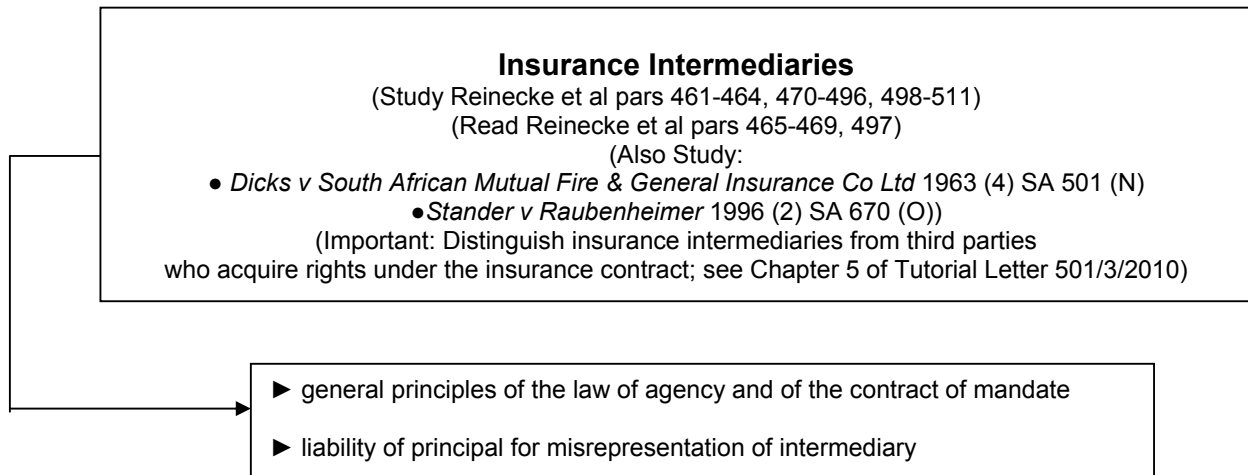 Insurance Intermediaries
(Study Reinecke et al pars 461-464, 470-496, 498-511)
(Read Reinecke et al pars 465-469, 497)
(Also Study:
● Dicks v South African Mutual Fire & General Insurance Co Ltd 1963 (4) SA 501 (N)
●Stander v Raubenheimer 1996 (2) SA 670 (O))
(Important: Distinguish insurance intermediaries from third parties
who acquire rights under the insurance contract; see Chapter 5 of Tutorial Letter 501/3/2010)
► general principles of the law of agency and of the contract of mandate
► liability of principal for misrepresentation of intermediary